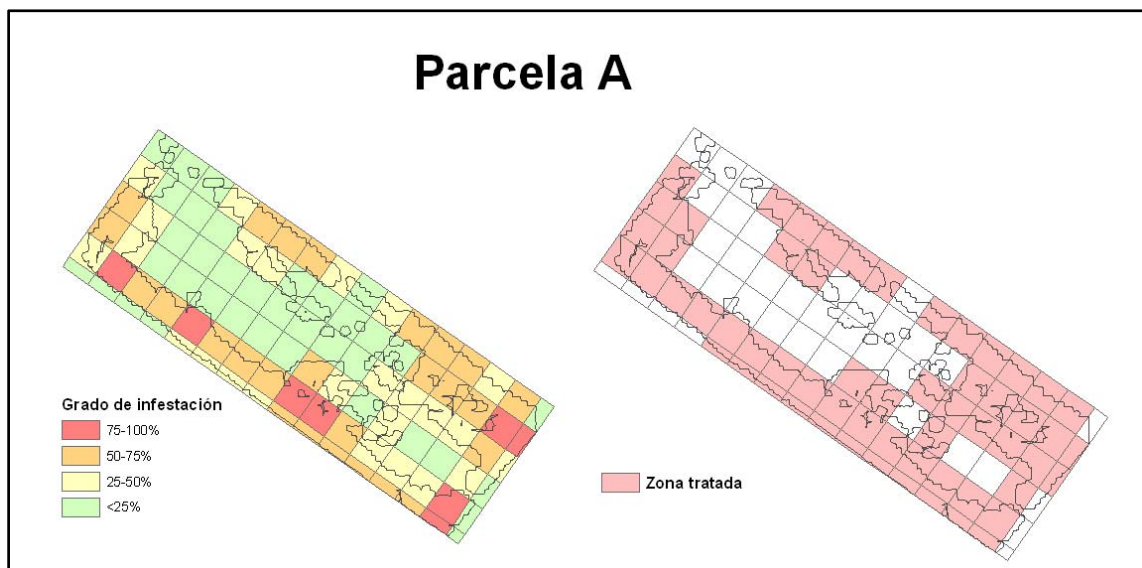 Parcela A
Grado de infestación
75-100%
50-75%
25-50%
<25%
Zona tratada